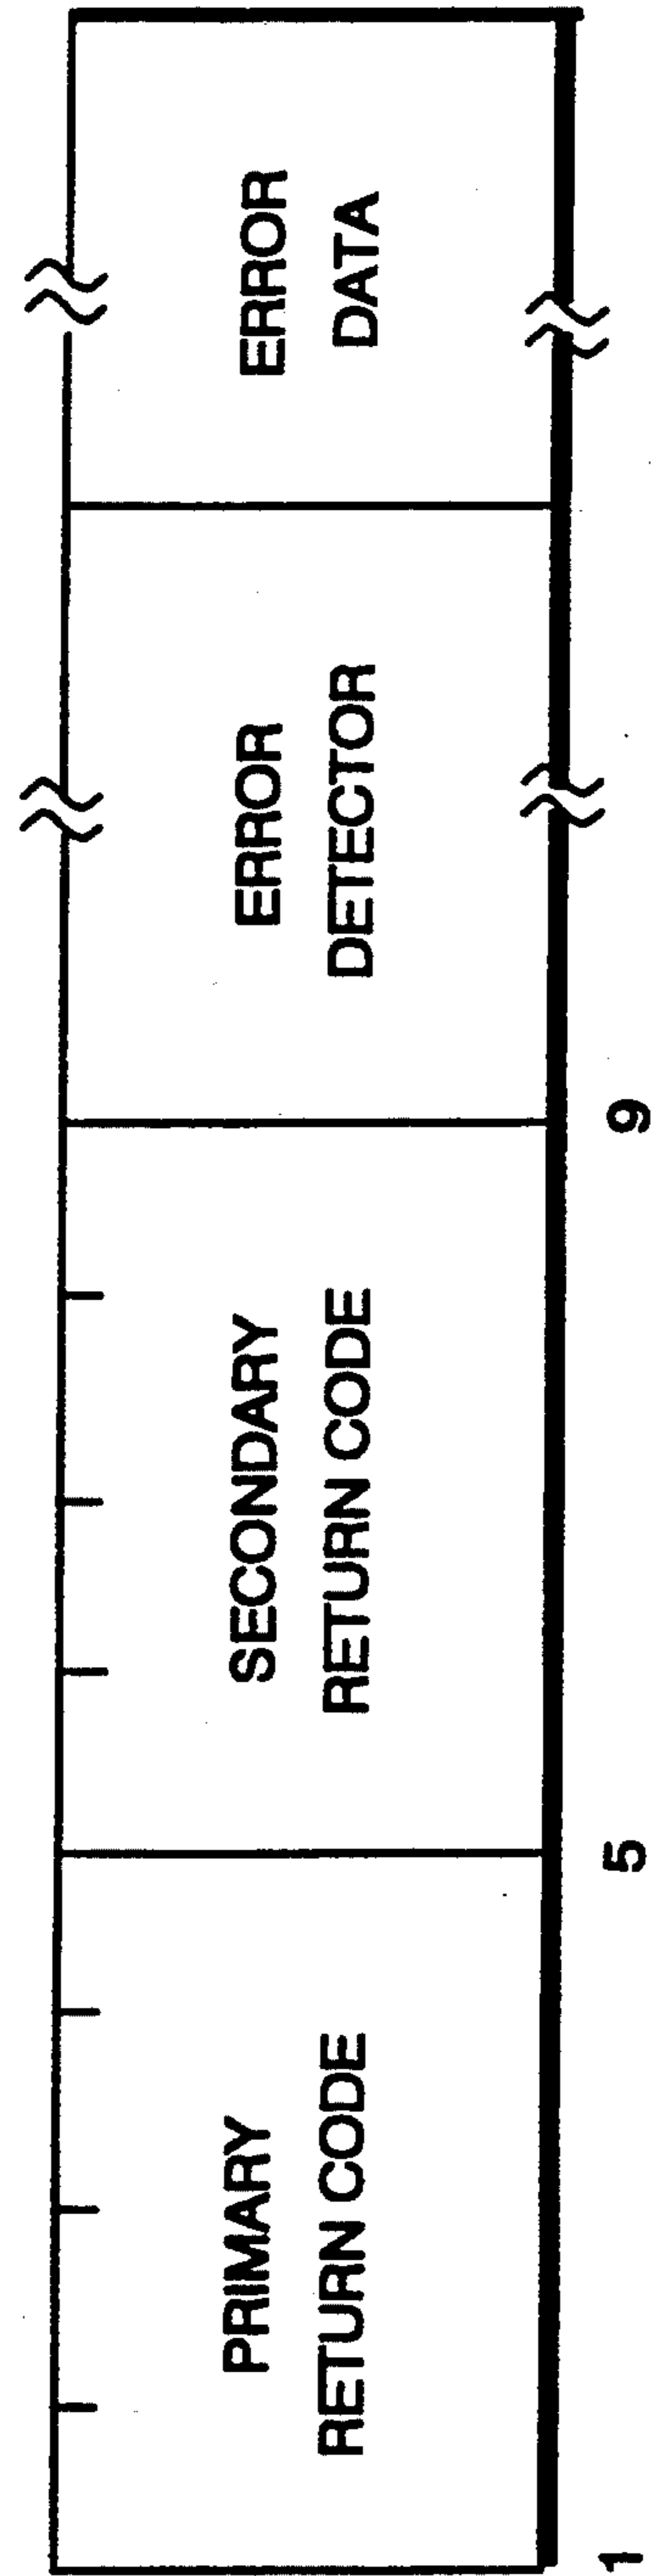 PRIMARY
RETURN CODE
SECONDARY
RETURN CODE
ERROR
DETECTOR
ERROR
DATA
1
5
9